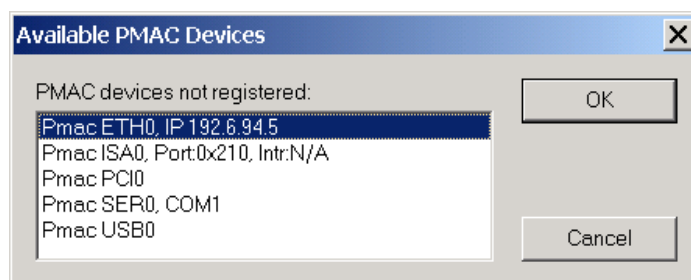 Available PMAC Devices
PMAC devices not registered:
Pmac ETH0, IP 192.6.94.5
Pmac ISA0, Port:0x210, Intr:N/A
Pmac PCI0
Pmac SER0, COM1
Pmac USB0
OK
Cancel